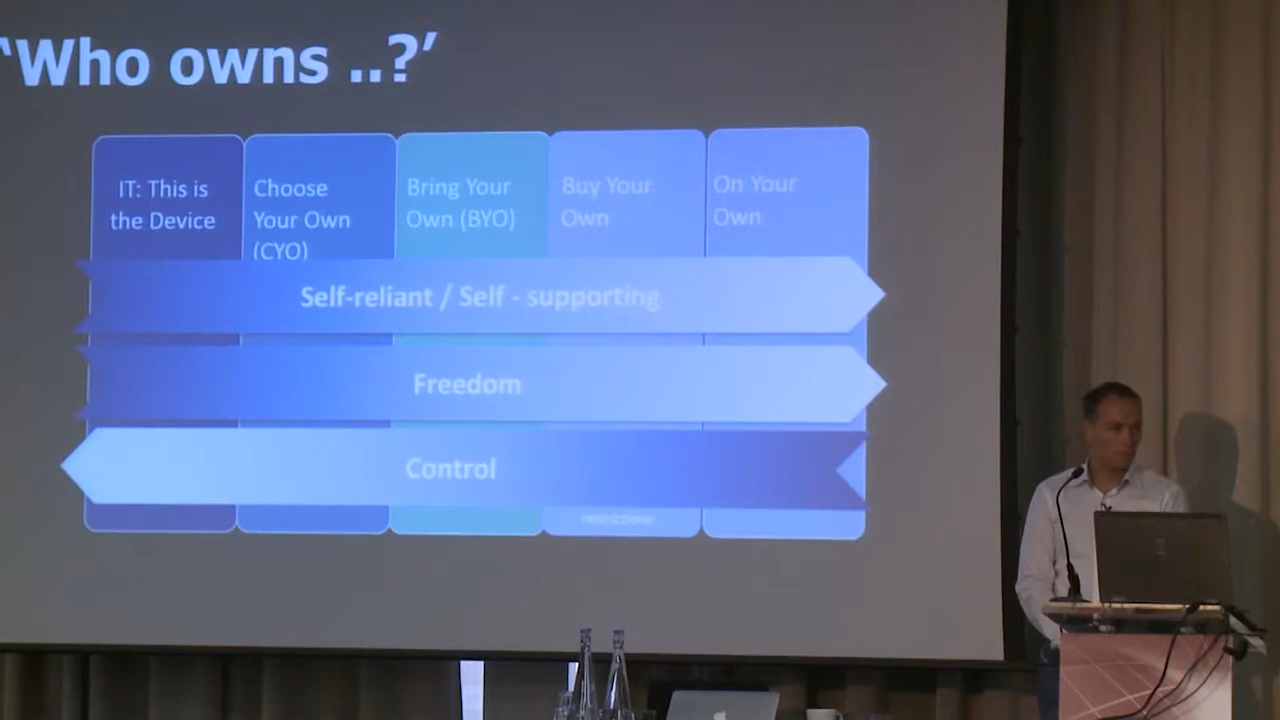 ‘Who owns ..?’
IT: This is
the Device
Choose
Your Own
(CYO)
Bring Your
Own (BYO)
Buy Your
Own
On Your
Own
Self-reliant / Self - supporting
Freedom
Control
restrictions